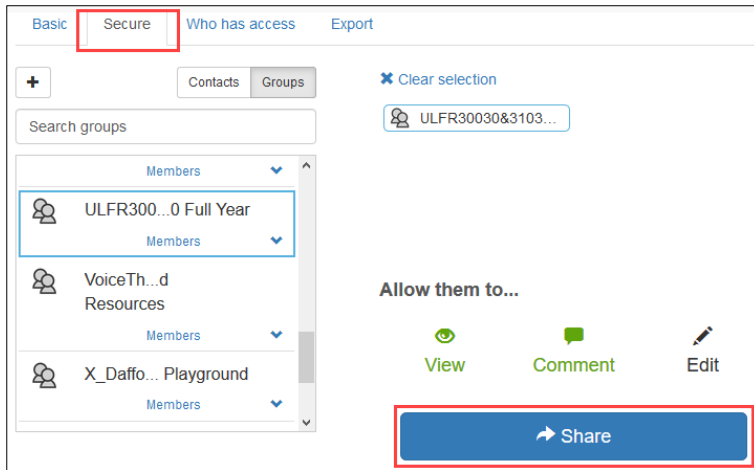 Basic Secure Who has access Export
+ Contacts Groups
Search groups
Members
ULFR300...0 Full Year
Members
VoiceTh...d
Resources
Members
X_Daffo... Playground
Members
✖ Clear selection
ULFR30030&3103...
Allow them to...
View Comment Edit
Share